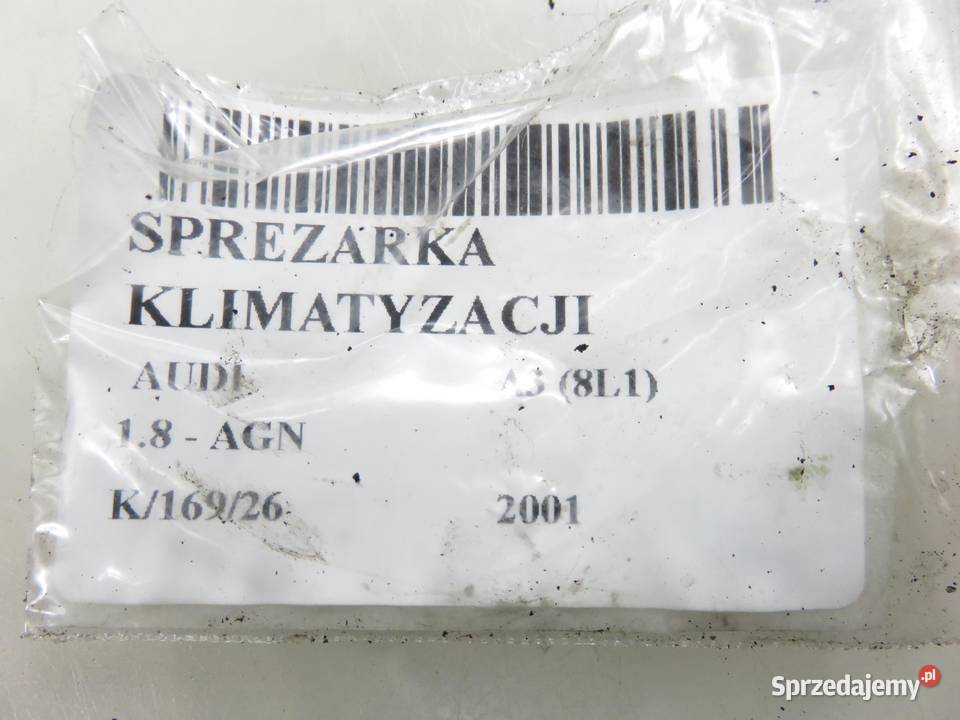 SPREZARKA
KLIMATYZACJI
AUDI A3 (8L1)
1.8 - AGN
K/169/26 2001
Sprzedajemy.pl